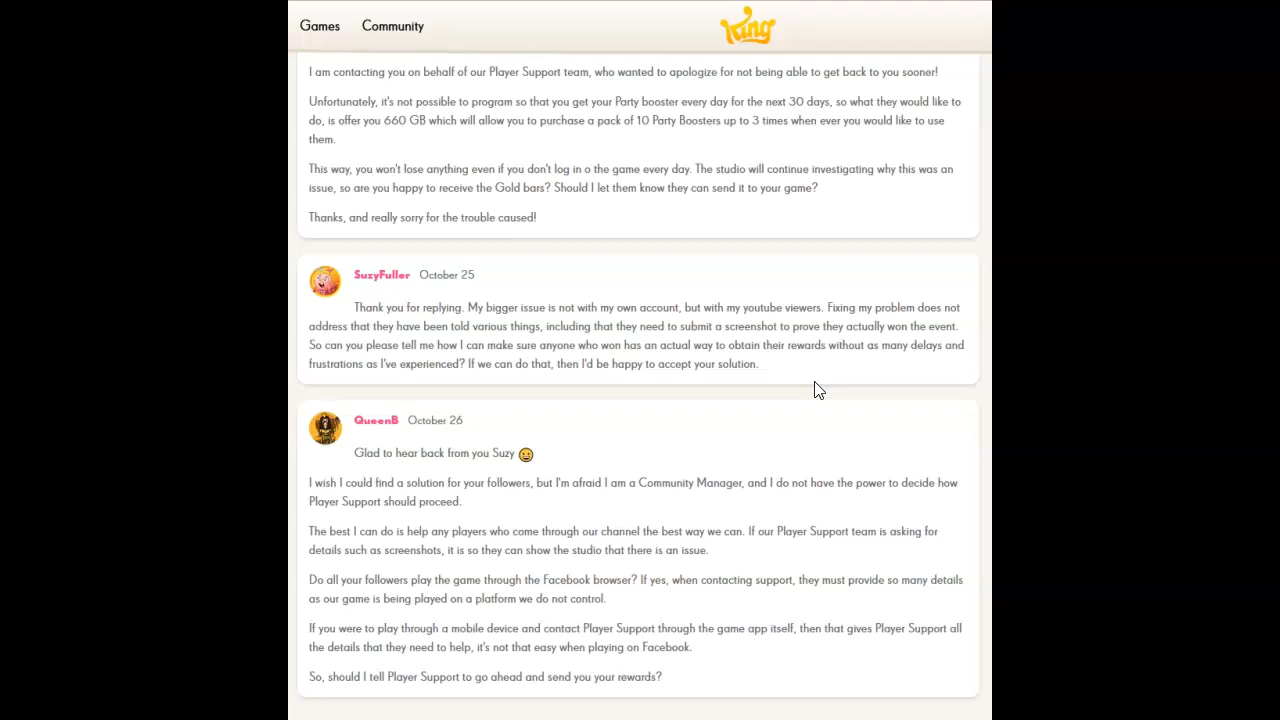 Games Community King
I am contacting you on behalf of our Player Support team, who wanted to apologize for not being able to get back to you sooner!
Unfortunately, it's not possible to program so that you get your Party booster every day for the next 30 days, so what they would like to
do, is offer you 660 GB which will allow you to purchase a pack of 10 Party Boosters up to 3 times when ever you would like to use
them.
This way, you won't lose anything even if you don't log in o the game every day. The studio will continue investigating why this was an
issue, so are you happy to receive the Gold bars? Should I let them know they can send it to your game?
Thanks, and really sorry for the trouble caused!
SuzyFuller October 25
Thank you for replying. My bigger issue is not with my own account, but with my youtube viewers. Fixing my problem does not
address that they have been told various things, including that they need to submit a screenshot to prove they actually won the event.
So can you please tell me how I can make sure anyone who won has an actual way to obtain their rewards without as many delays and
frustrations as I've experienced? If we can do that, then I'd be happy to accept your solution.
QueenB October 26
Glad to hear back from you Suzy 😀
I wish I could find a solution for your followers, but I'm afraid I am a Community Manager, and I do not have the power to decide how
Player Support should proceed.
The best I can do is help any players who come through our channel the best way we can. If our Player Support team is asking for
details such as screenshots, it is so they can show the studio that there is an issue.
Do all your followers play the game through the Facebook browser? If yes, when contacting support, they must provide so many details
as our game is being played on a platform we do not control.
If you were to play through a mobile device and contact Player Support through the game app itself, then that gives Player Support all
the details that they need to help, it's not that easy when playing on Facebook.
So, should I tell Player Support to go ahead and send you your rewards?